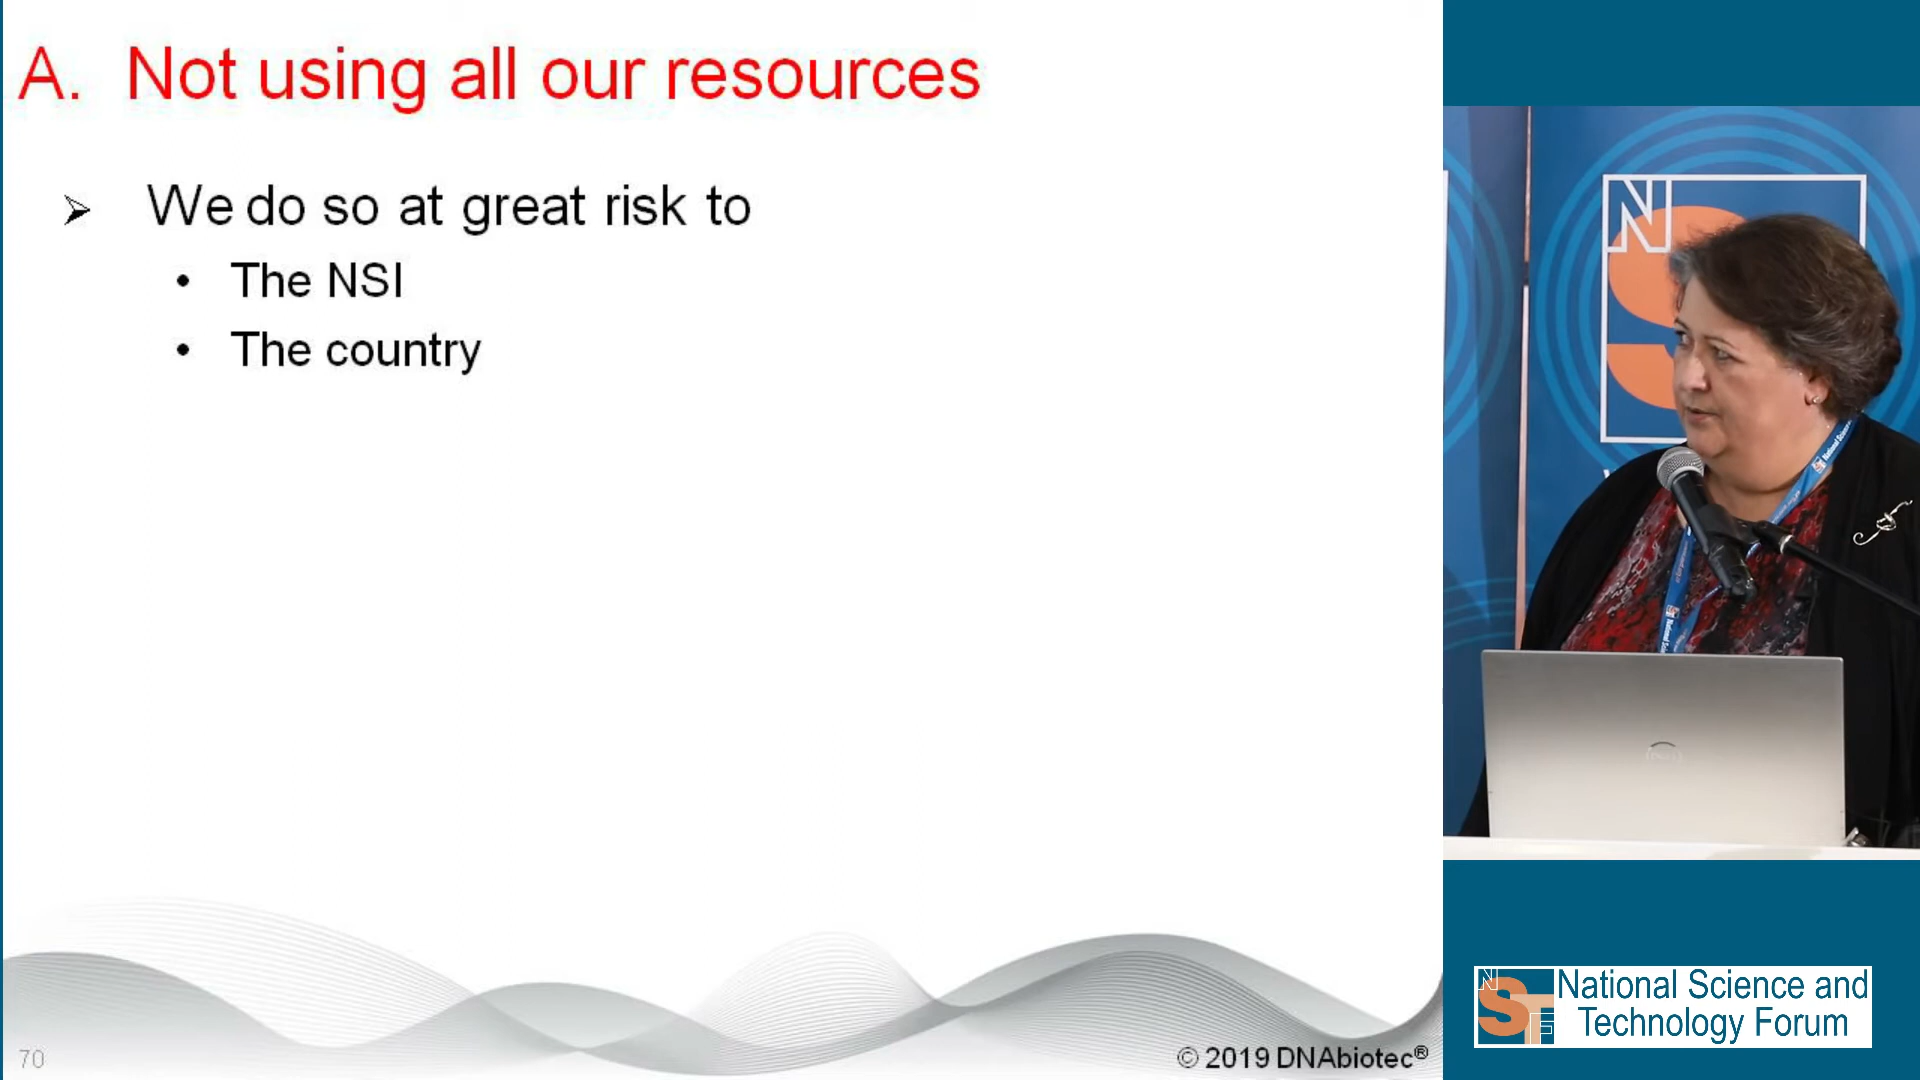 A. Not using all our resources
➢ We do so at great risk to
• The NSI
• The country
70
© 2019 DNAbiotec®
N
S
National Science and
Technology Forum